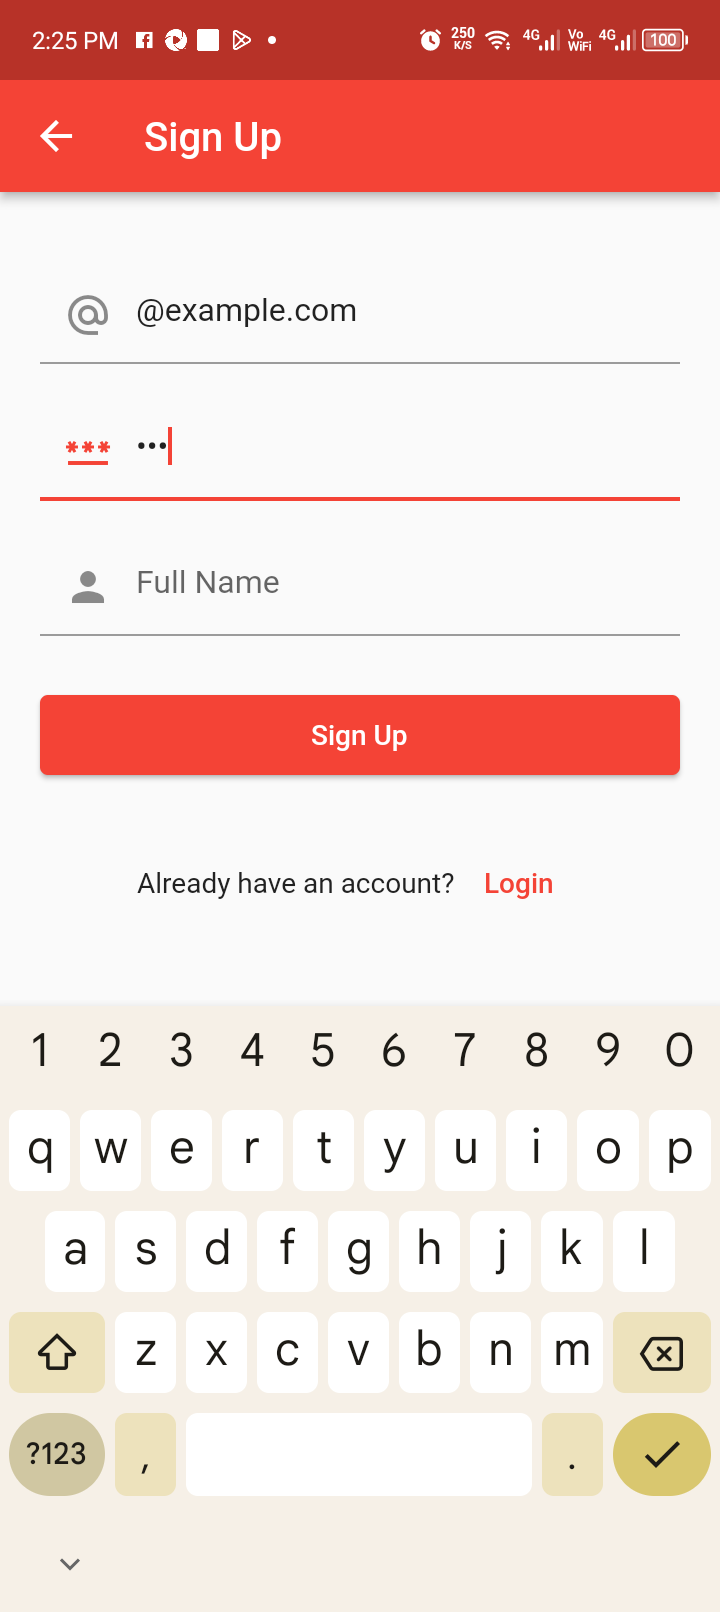 2:25 PM 250 K/S 4G Vo WiFi 4G 100
Sign Up
@example.com
***  •••
Full Name
Sign Up
Already have an account? Login
1 2 3 4 5 6 7 8 9 0
q w e r t y u i o p
a s d f g h j k l
z x c v b n m
?123 , .